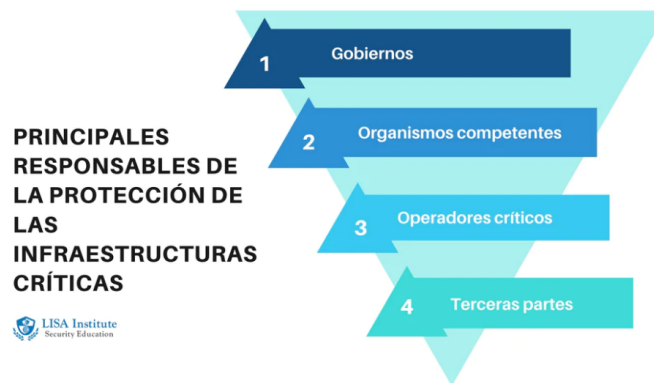 PRINCIPALES
RESPONSABLES DE
LA PROTECCIÓN DE
LAS
INFRAESTRUCTURAS
CRÍTICAS
LISA Institute
Security Education
1 Gobiernos
2 Organismos competentes
3 Operadores críticos
4 Terceras partes